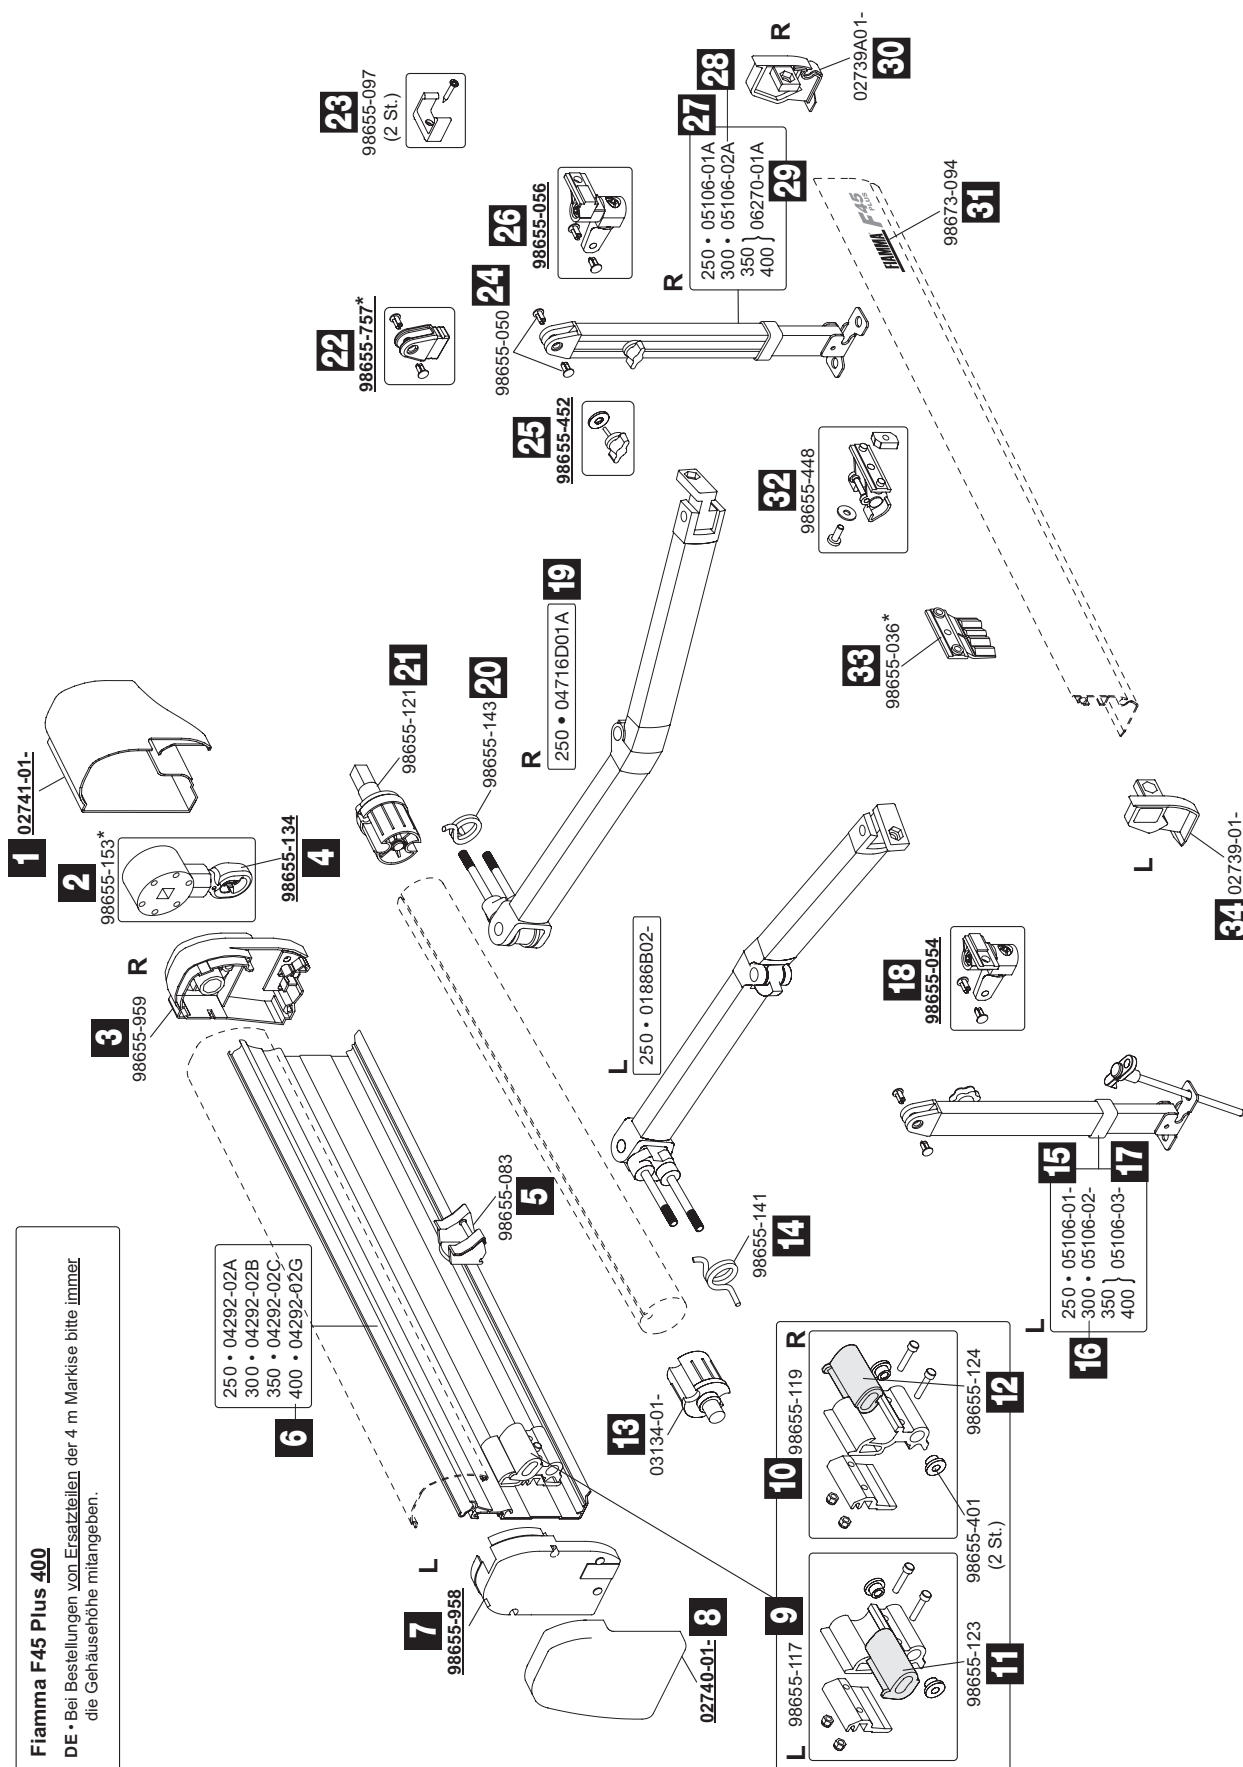 Fiamma F45 Plus 400
DE • Bei Bestellungen von Ersatzteilen der 4 m Markise bitte immer
die Gehäusehöhe mitangeben.
1
02741-01-
2
98655-153*
98655-134
4
R
3
98655-959
98655-083
5
250 • 04292-02A
300 • 04292-02B
350 • 04292-02C
400 • 04292-02G
6
L
7
98655-958
02740-01-
8
9
L
98655-117
98655-123
11
10
98655-119
R
98655-401
(2 St.)
98655-124
12
13
03134-01-
98655-141
14
L
250 • 01886B02-
98655-121
21
98655-143
20
R
250 • 04716D01A
19
L
15
250 • 05106-01-
300 • 05106-02-
350 } 05106-03-
400
16
17
18
98655-054
22
98655-757*
23
98655-097
(2 St.)
24
98655-050
25
98655-452
26
98655-056
R
27
28
250 • 05106-01A
300 • 05106-02A
350 } 06270-01A
400
29
R
02739A01-
30
FIAMMA F45
PLUS
98673-094
31
32
98655-448
33
98655-036*
L
34
02739-01-